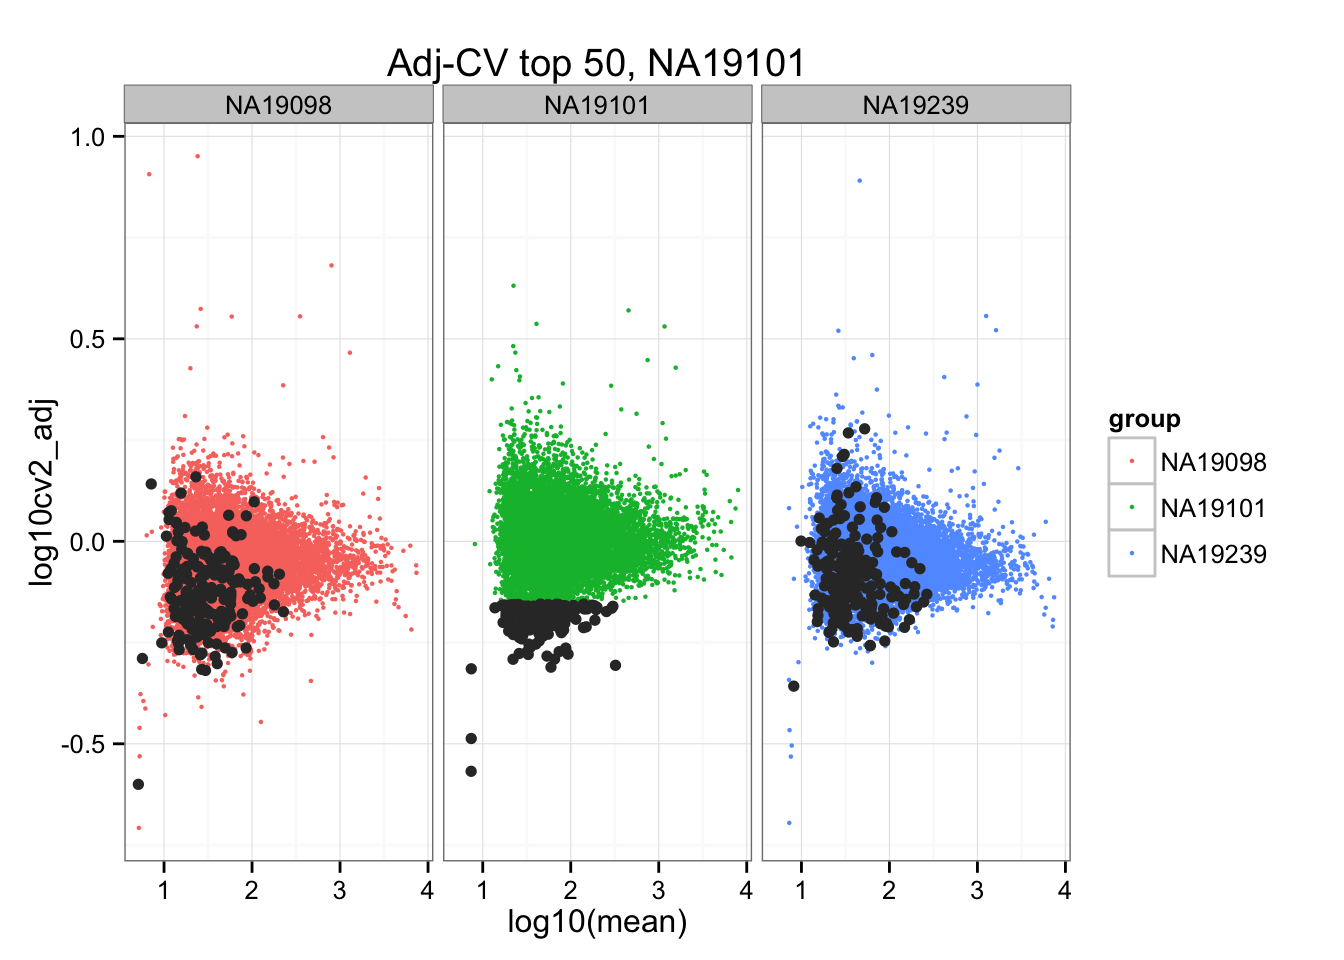 Adj-CV top 50, NA19101
NA19098 NA19101 NA19239
1.0
0.5
0.0
-0.5
log10cv2_adj
1 2 3 4 1 2 3 4 1 2 3 4
log10(mean)
group
NA19098
NA19101
NA19239